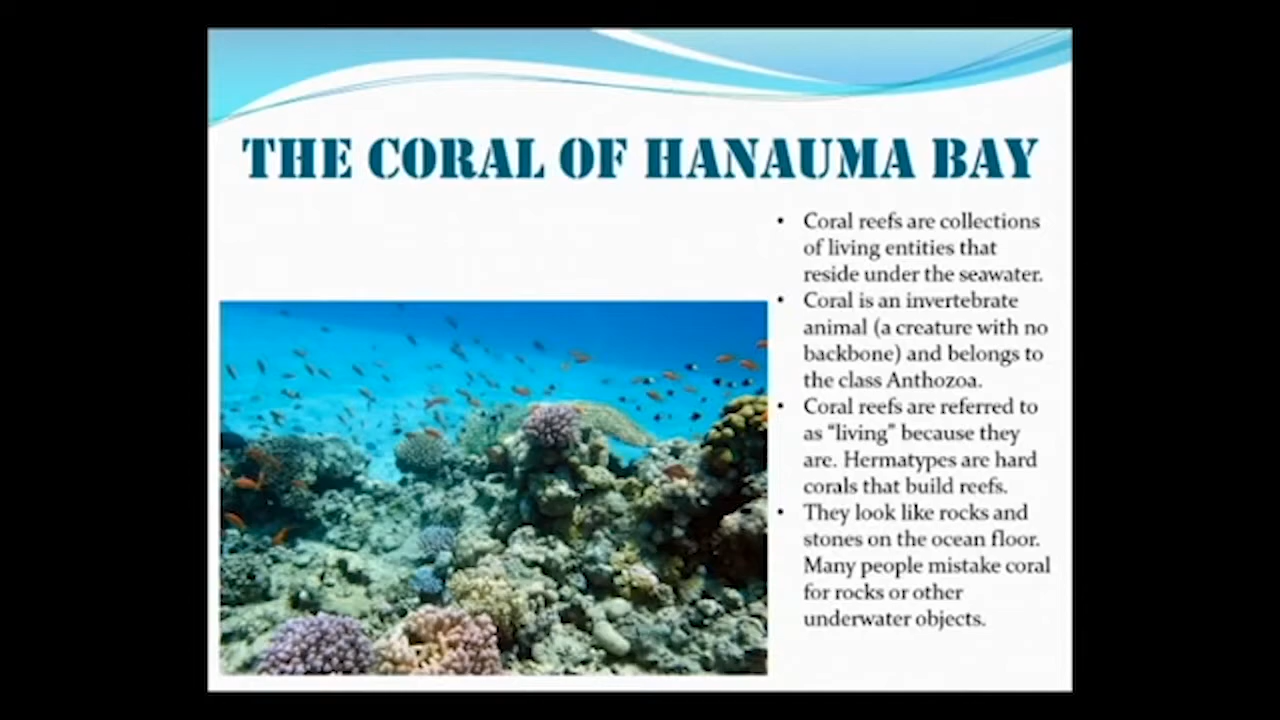 THE CORAL OF HANAUMA BAY
• Coral reefs are collections
of living entities that
reside under the seawater.
• Coral is an invertebrate
animal (a creature with no
backbone) and belongs to
the class Anthozoa.
• Coral reefs are referred to
as “living” because they
are. Hermatypes are hard
corals that build reefs.
• They look like rocks and
stones on the ocean floor.
Many people mistake coral
for rocks or other
underwater objects.